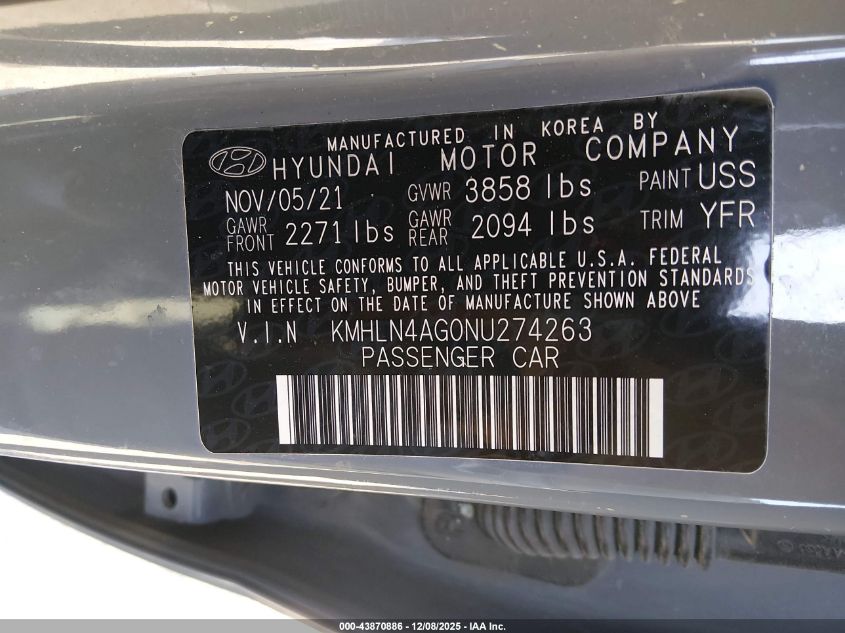 MANUFACTURED IN KOREA BY
HYUNDAI MOTOR COMPANY
NOV/05/21 GVWR 3858 lbs PAINT USS
GAWR FRONT 2271 lbs GAWR REAR 2094 lbs TRIM YFR
THIS VEHICLE CONFORMS TO ALL APPLICABLE U.S.A. FEDERAL
MOTOR VEHICLE SAFETY, BUMPER, AND THEFT PREVENTION STANDARDS
IN EFFECT ON THE DATE OF MANUFACTURE SHOWN ABOVE
V.I.N KMHLN4AG0NU274263
PASSENGER CAR
000-43870886 - 12/08/2025 - IAA Inc.